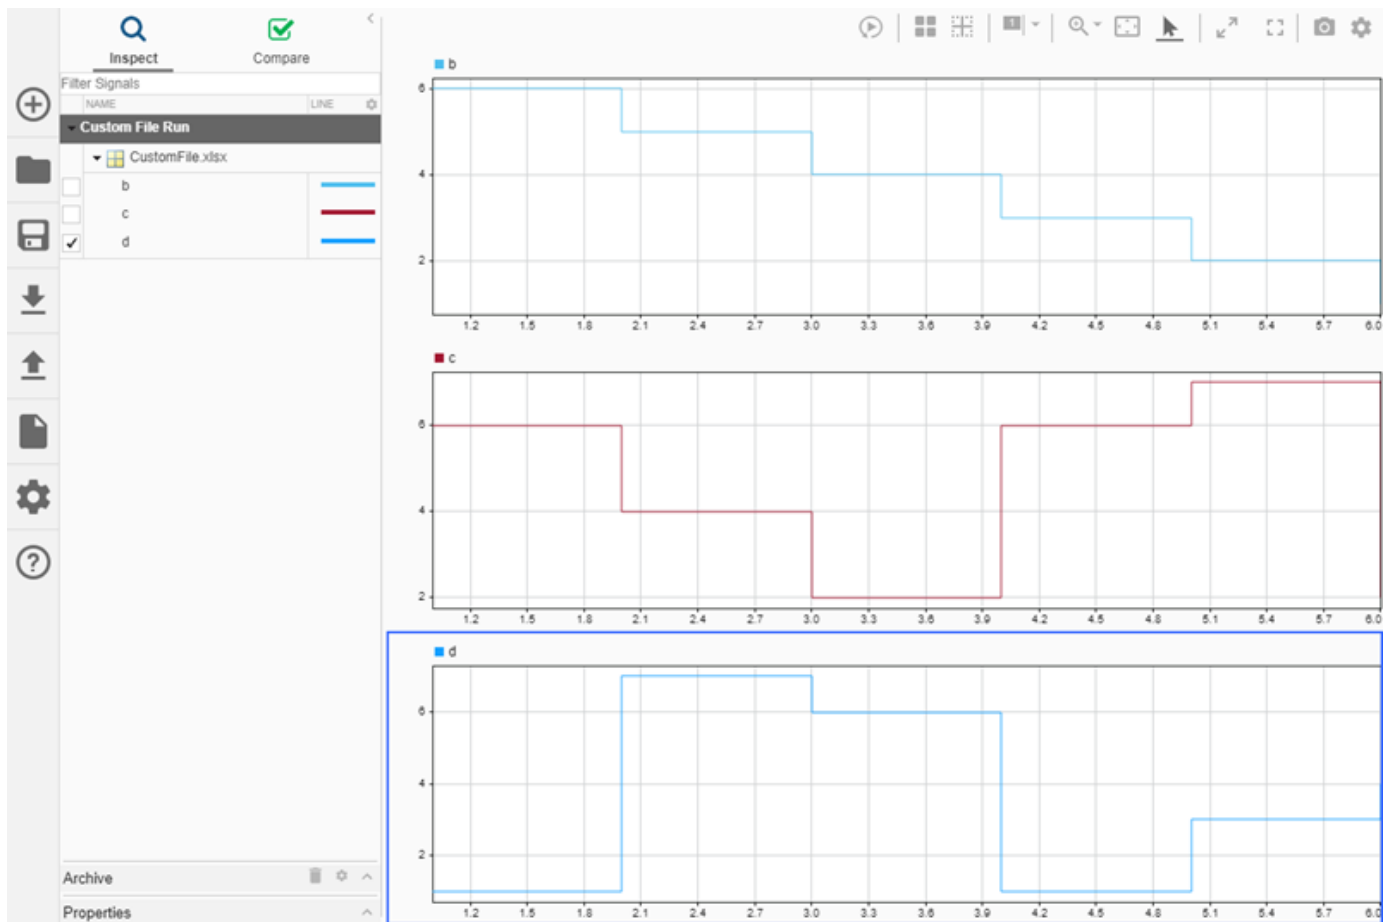 Inspect
Compare
Filter Signals
NAME
LINE
Custom File Run
CustomFile.xlsx
b
c
d
Archive
Properties
1
b
6
4
2
1.2 1.5 1.8 2.1 2.4 2.7 3.0 3.3 3.6 3.9 4.2 4.5 4.8 5.1 5.4 5.7 6.0
c
6
4
2
1.2 1.5 1.8 2.1 2.4 2.7 3.0 3.3 3.6 3.9 4.2 4.5 4.8 5.1 5.4 5.7 6.0
d
6
4
2
1.2 1.5 1.8 2.1 2.4 2.7 3.0 3.3 3.6 3.9 4.2 4.5 4.8 5.1 5.4 5.7 6.0